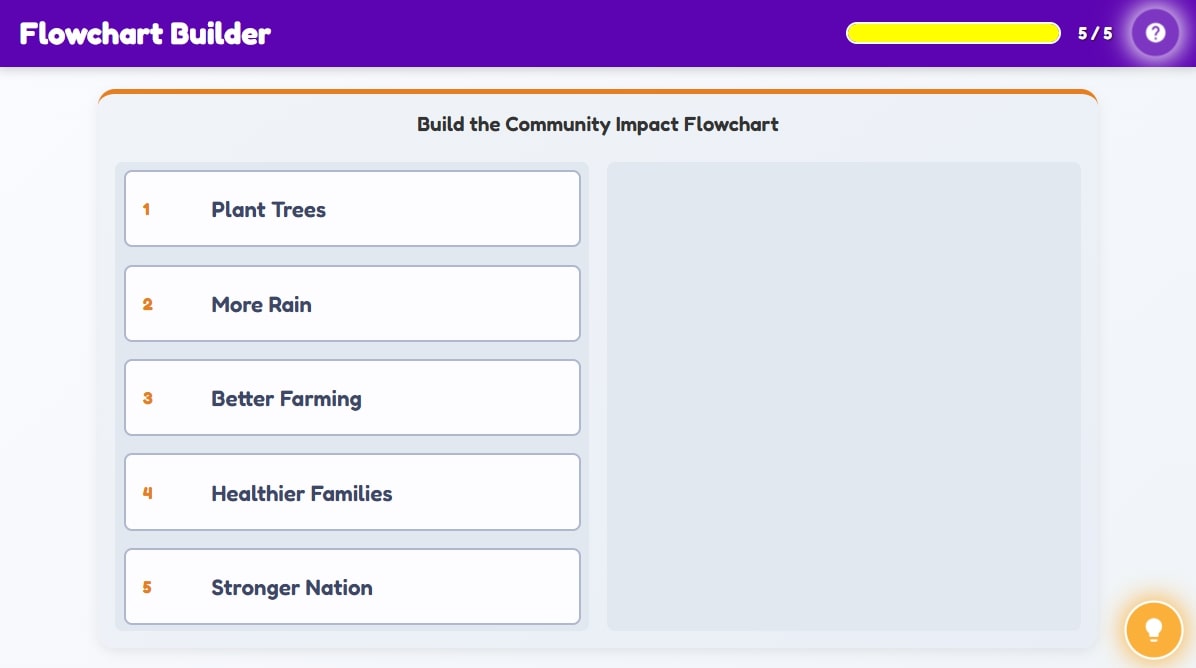 Flowchart Builder
5 / 5
?
Build the Community Impact Flowchart
1 Plant Trees
2 More Rain
3 Better Farming
4 Healthier Families
5 Stronger Nation